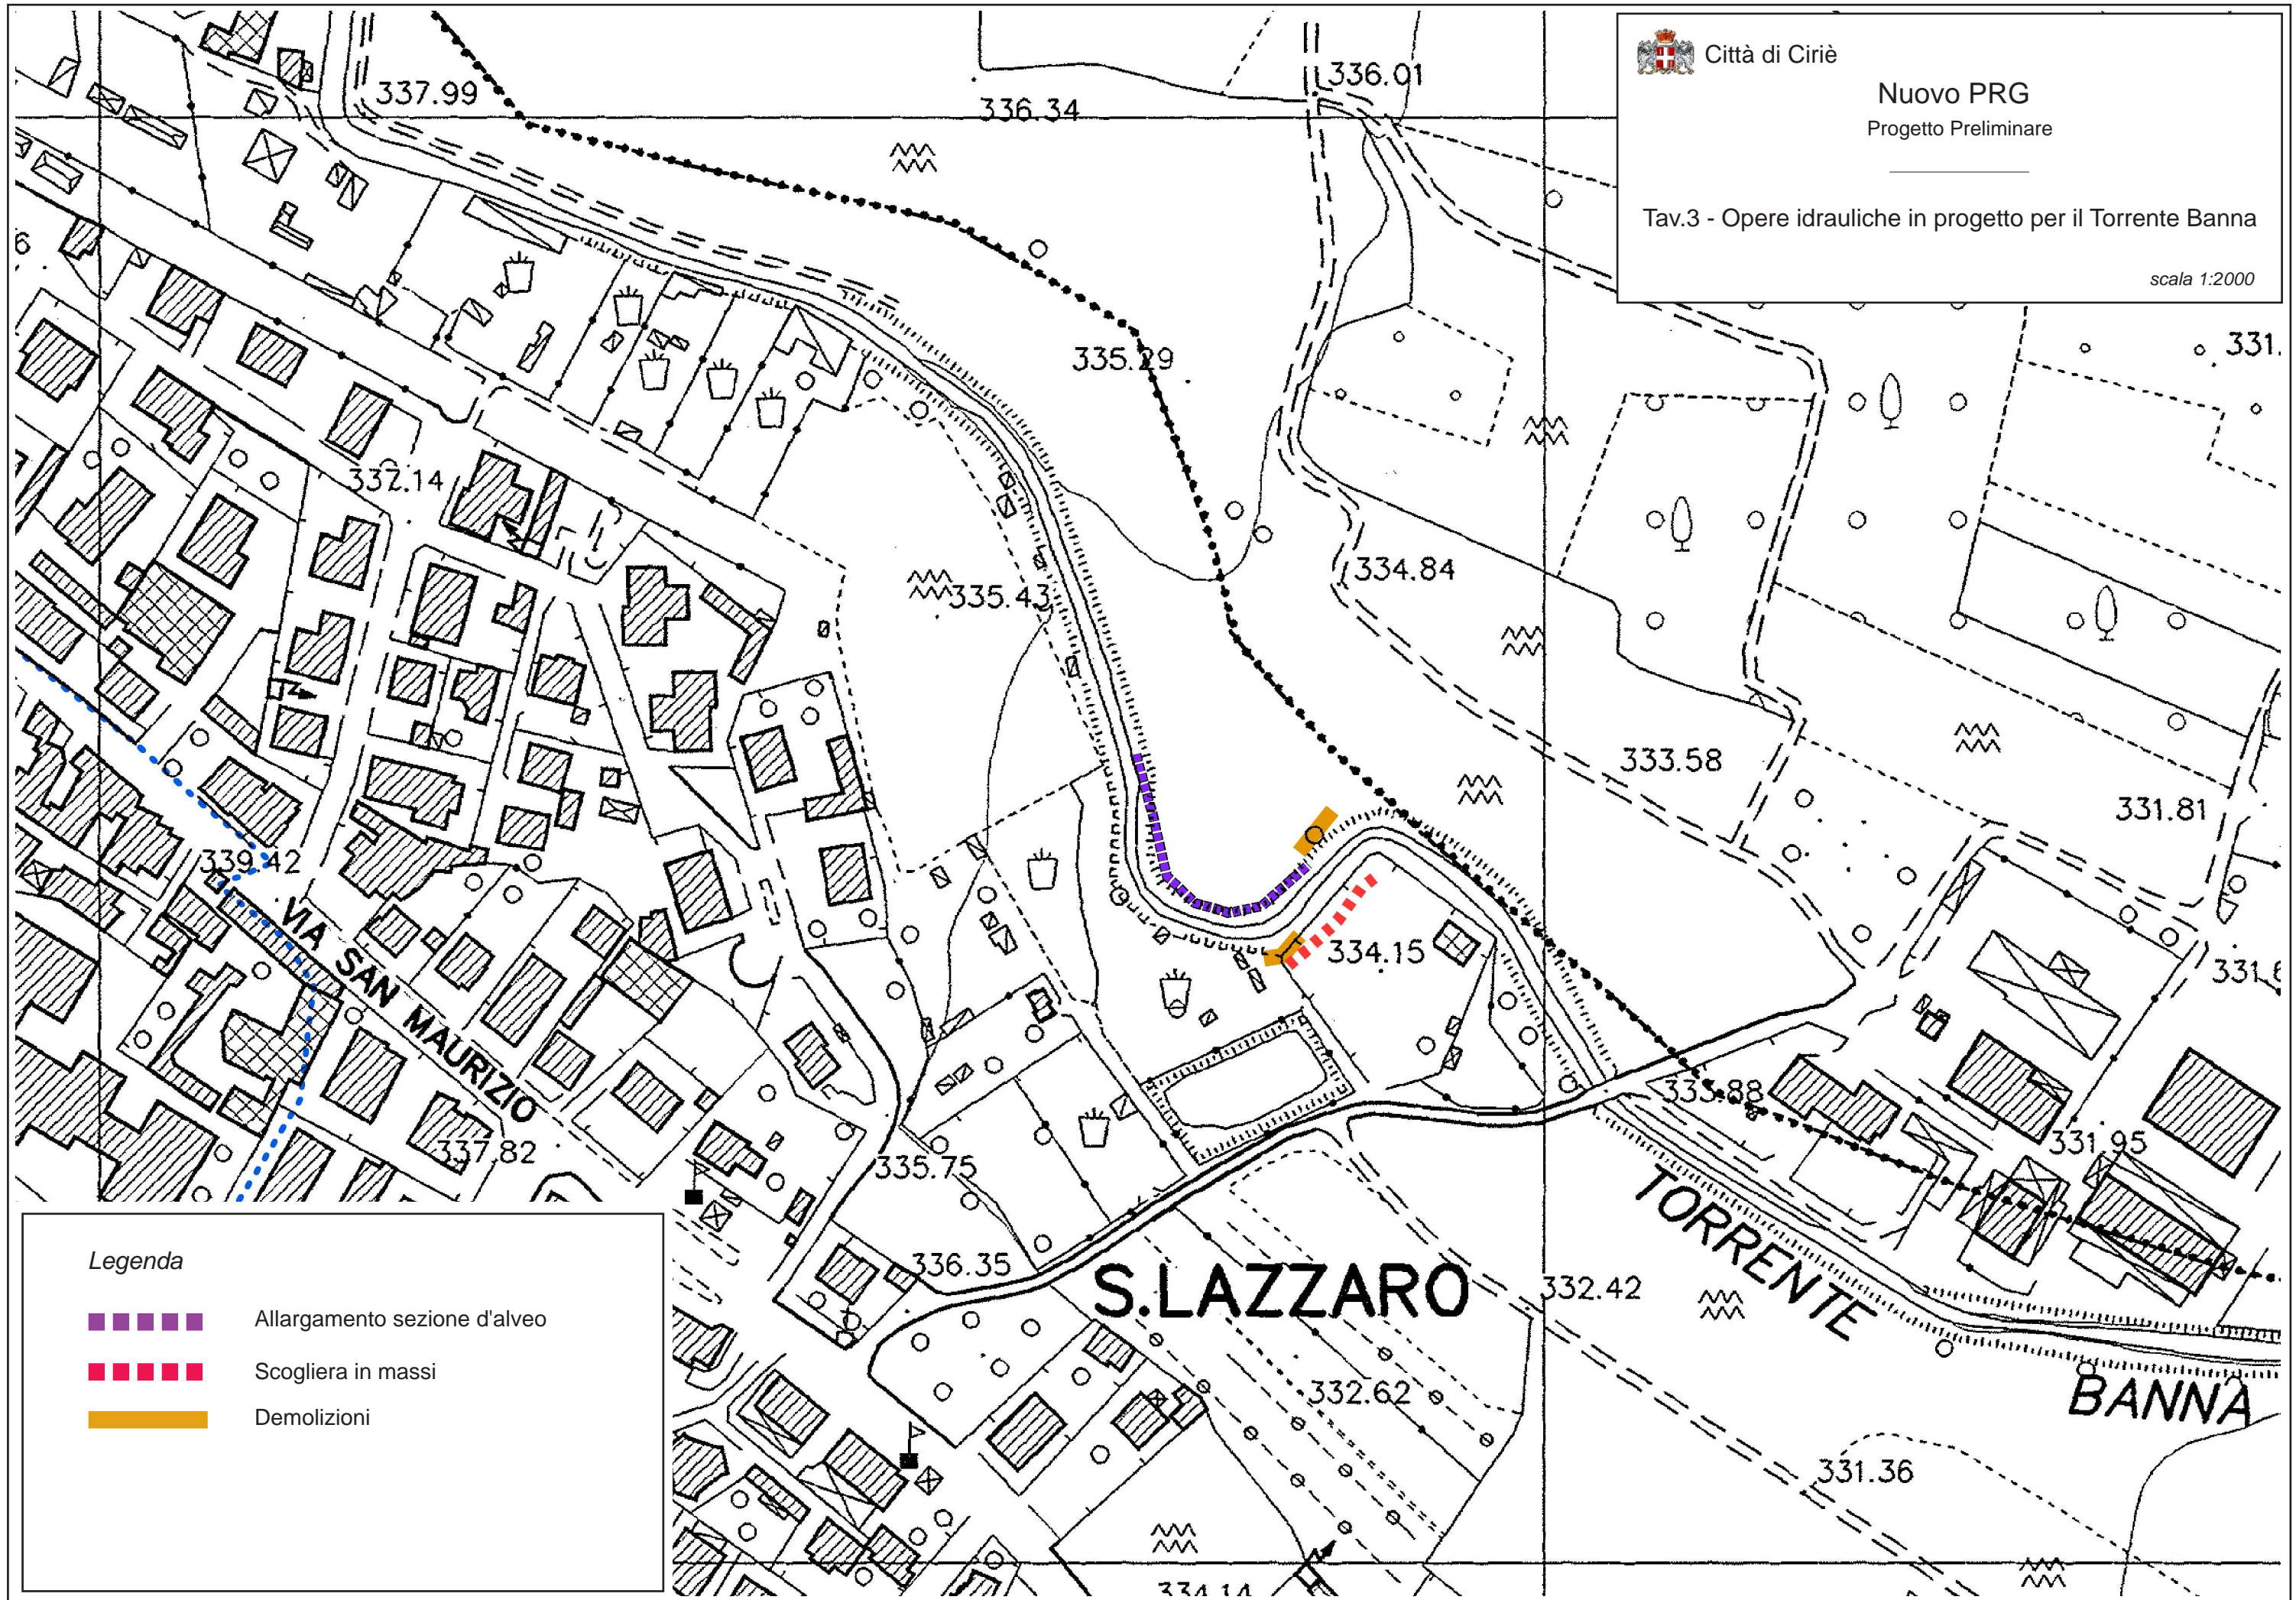 Città di Ciriè
Nuovo PRG
Progetto Preliminare
Tav.3 - Opere idrauliche in progetto per il Torrente Banna
scala 1:2000
337.99
336.34
336.01
335.29
331.
337.14
335.43
334.84
333.58
331.81
339.42
334.15
VIA SAN MAURIZIO
333.88
331.95
337.82
335.75
336.35
S.LAZZARO
332.42
TORRENTE
BANNA
332.62
331.36
334.14
Legenda
Allargamento sezione d'alveo
Scogliera in massi
Demolizioni